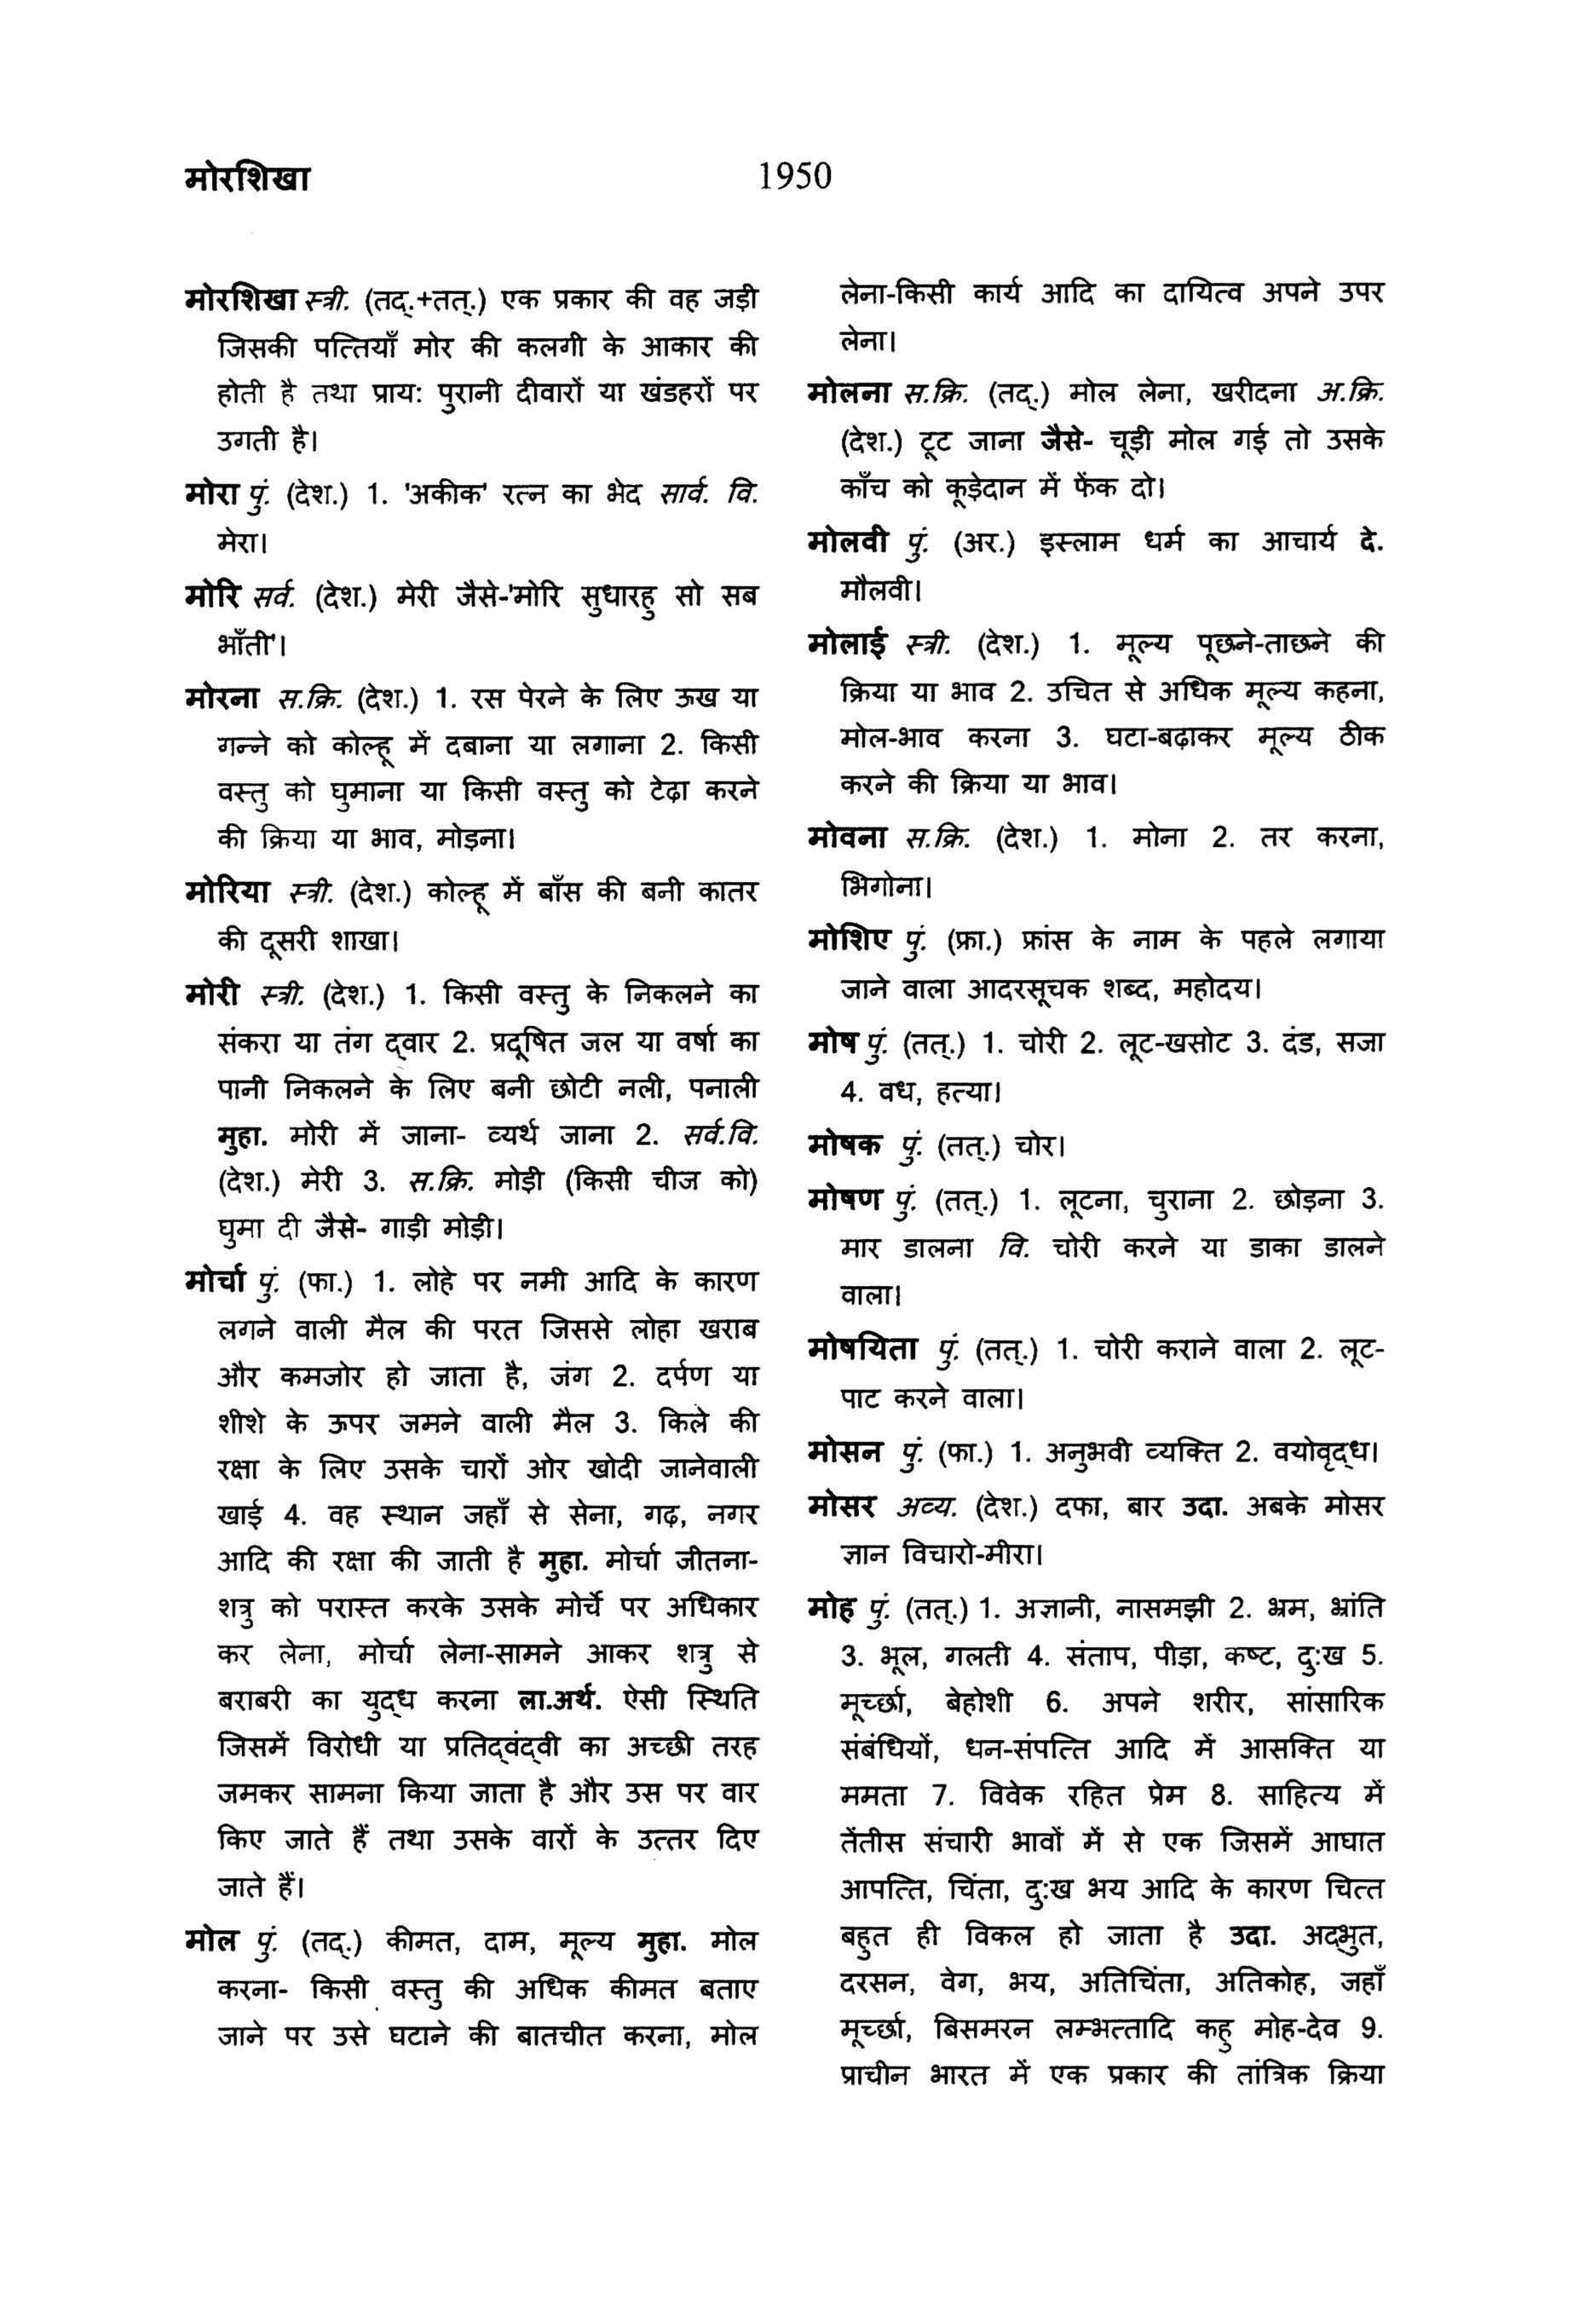 मोरशिखा
1950
मोरशिखा स्त्री. (तद्.+तत्.) एक प्रकार की वह जड़ी
जिसकी पत्तियाँ मोर की कलगी के आकार की
होती है तथा प्राय: पुरानी दीवारों या खंडहरों पर
उगती है।
मोरा पुं. (देश.) 1. 'अकीक' रत्न का भेद सार्व. वि.
मेरा।
मोरि सर्व. (देश.) मेरी जैसे-'मोरि सुधारहु सो सब
भाँती'।
मोरना स.क्रि. (देश.) 1. रस पेरने के लिए ऊख या
गन्ने को कोल्हू में दबाना या लगाना 2. किसी
वस्तु को घुमाना या किसी वस्तु को टेढ़ा करने
की क्रिया या भाव, मोड़ना।
मोरिया स्त्री. (देश.) कोल्हू में बाँस की बनी कातर
की दूसरी शाखा।
मोरी स्त्री. (देश.) 1. किसी वस्तु के निकलने का
संकरा या तंग द्वार 2. प्रदूषित जल या वर्षा का
पानी निकलने के लिए बनी छोटी नली, पनाली
मुहा. मोरी में जाना- व्यर्थ जाना 2. सर्व.वि.
(देश.) मेरी 3. स.क्रि. मोड़ी (किसी चीज को)
घुमा दी जैसे- गाड़ी मोड़ी।
मोर्चा पुं. (फा.) 1. लोहे पर नमी आदि के कारण
लगने वाली मैल की परत जिससे लोहा खराब
और कमजोर हो जाता है, जंग 2. दर्पण या
शीशे के ऊपर जमने वाली मैल 3. किले की
रक्षा के लिए उसके चारों ओर खोदी जानेवाली
खाई 4. वह स्थान जहाँ से सेना, गढ़, नगर
आदि की रक्षा की जाती है मुहा. मोर्चा जीतना-
शत्रु को परास्त करके उसके मोर्चे पर अधिकार
कर लेना, मोर्चा लेना-सामने आकर शत्रु से
बराबरी का युद्ध करना ला.अर्थ. ऐसी स्थिति
जिसमें विरोधी या प्रतिद्वंद्वी का अच्छी तरह
जमकर सामना किया जाता है और उस पर वार
किए जाते हैं तथा उसके वारों के उत्तर दिए
जाते हैं।
मोल पुं. (तद्.) कीमत, दाम, मूल्य मुहा. मोल
करना- किसी वस्तु की अधिक कीमत बताए
जाने पर उसे घटाने की बातचीत करना, मोल
लेना-किसी कार्य आदि का दायित्व अपने उपर
लेना।
मोलना स.क्रि. (तद्.) मोल लेना, खरीदना अ.क्रि.
(देश.) टूट जाना जैसे- चूड़ी मोल गई तो उसके
काँच को कूड़ेदान में फेंक दो।
मोलवी पुं. (अर.) इस्लाम धर्म का आचार्य दे.
मौलवी।
मोलाई स्त्री. (देश.) 1. मूल्य पूछने-ताछने की
क्रिया या भाव 2. उचित से अधिक मूल्य कहना,
मोल-भाव करना 3. घटा-बढ़ाकर मूल्य ठीक
करने की क्रिया या भाव।
मोवना स.क्रि. (देश.) 1. मोना 2. तर करना,
भिगोना।
मोशिए पुं. (फ्रा.) फ्रांस के नाम के पहले लगाया
जाने वाला आदरसूचक शब्द, महोदय।
मोष पुं. (तत्.) 1. चोरी 2. लूट-खसोट 3. दंड, सजा
4. वध, हत्या।
मोषक पुं. (तत्.) चोर।
मोषण पुं. (तत्.) 1. लूटना, चुराना 2. छोड़ना 3.
मार डालना वि. चोरी करने या डाका डालने
वाला।
मोषयिता पुं. (तत्.) 1. चोरी कराने वाला 2. लूट-
पाट करने वाला।
मोसन पुं. (फा.) 1. अनुभवी व्यक्ति 2. वयोवृद्ध।
मोसर अव्य. (देश.) दफा, बार उदा. अबके मोसर
ज्ञान विचारो-मीरा।
मोह पुं. (तत्.) 1. अज्ञानी, नासमझी 2. भ्रम, भ्रांति
3. भूल, गलती 4. संताप, पीड़ा, कष्ट, दु:ख 5.
मूर्च्छा, बेहोशी 6. अपने शरीर, सांसारिक
संबंधियों, धन-संपत्ति आदि में आसक्ति या
ममता 7. विवेक रहित प्रेम 8. साहित्य में
तेंतीस संचारी भावों में से एक जिसमें आघात
आपत्ति, चिंता, दु:ख भय आदि के कारण चित्त
बहुत ही विकल हो जाता है उदा. अद्भुत,
दरसन, वेग, भय, अतिचिंता, अतिकोह, जहाँ
मूर्च्छा, बिसमरन लम्भत्तादि कहु मोह-देव 9.
प्राचीन भारत में एक प्रकार की तांत्रिक क्रिया